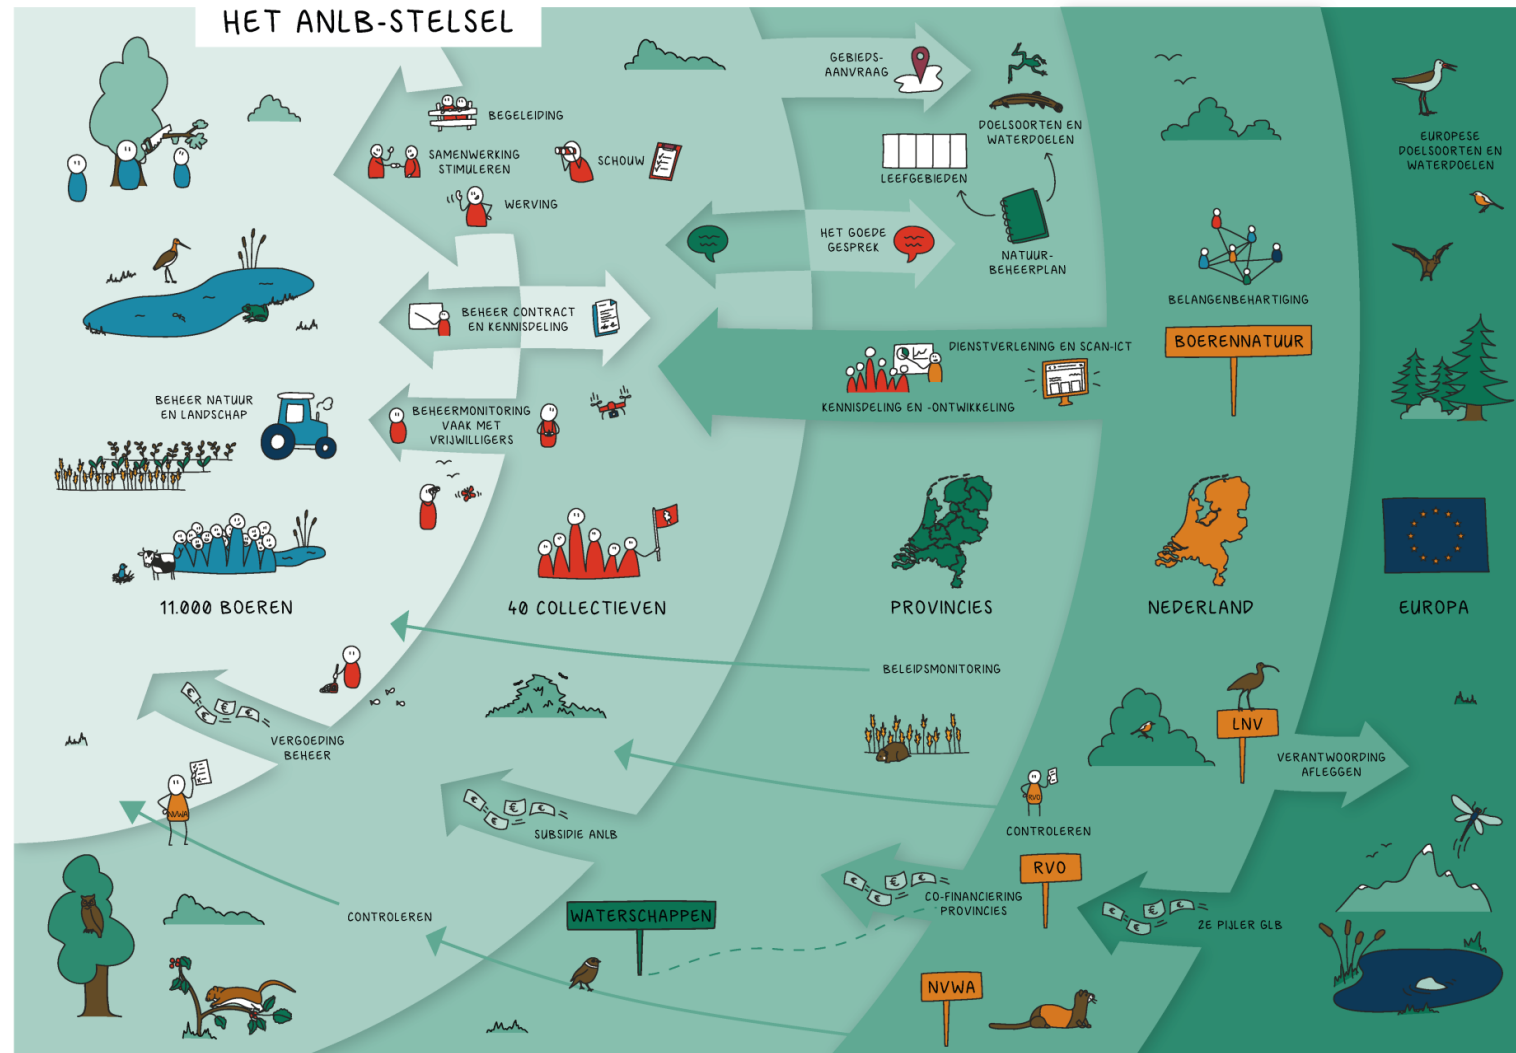 HET ANLB-STELSEL
GEBIEDS-
AANVRAAG
DOELSOORTEN EN
WATERDOELEN
EUROPESE
DOELSOORTEN EN
WATERDOELEN
BEGELEIDING
SAMENWERKING
STIMULEREN
SCHOUW
WERVING
LEEFGEBIEDEN
HET GOEDE
GESPREK
NATUUR-
BEHEERPLAN
BELANGENBEHARTIGING
BEHEER CONTRACT
EN KENNISDELING
BOERENNATUUR
DIENSTVERLENING EN SCAN-ICT
KENNISDELING EN -ONTWIKKELING
BEHEER NATUUR
EN LANDSCHAP
BEHEERMONITORING
VAAK MET
VRIJWILLIGERS
11.000 BOEREN
40 COLLECTIEVEN
PROVINCIES
NEDERLAND
EUROPA
BELEIDSMONITORING
VERGOEDING
BEHEER
LNV
VERANTWOORDING
AFLEGGEN
NVWA
RVO
CONTROLEREN
SUBSIDIE ANLB
RVO
CO-FINANCIERING
PROVINCIES
2E PIJLER GLB
CONTROLEREN
WATERSCHAPPEN
NVWA